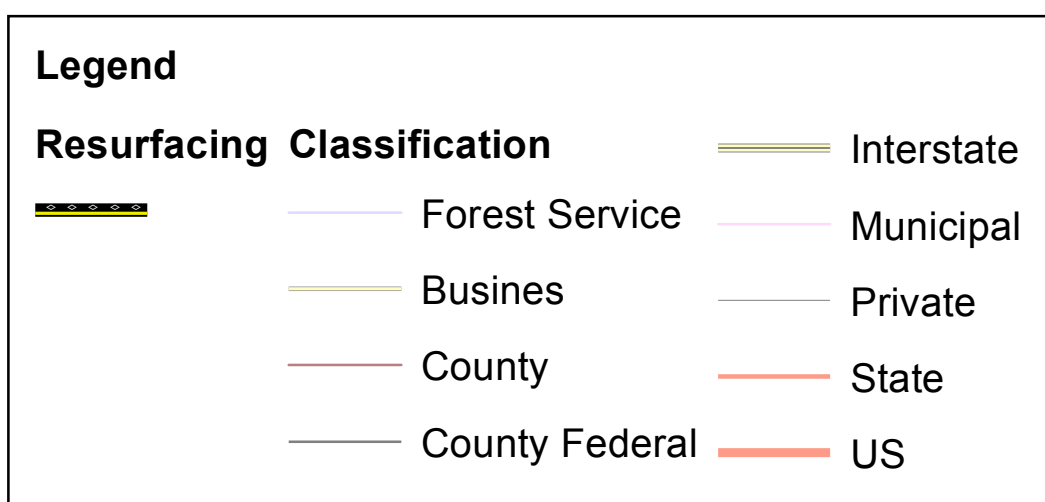 Legend
Resurfacing
Classification
Forest Service
Busines
County
County Federal
Interstate
Municipal
Private
State
US